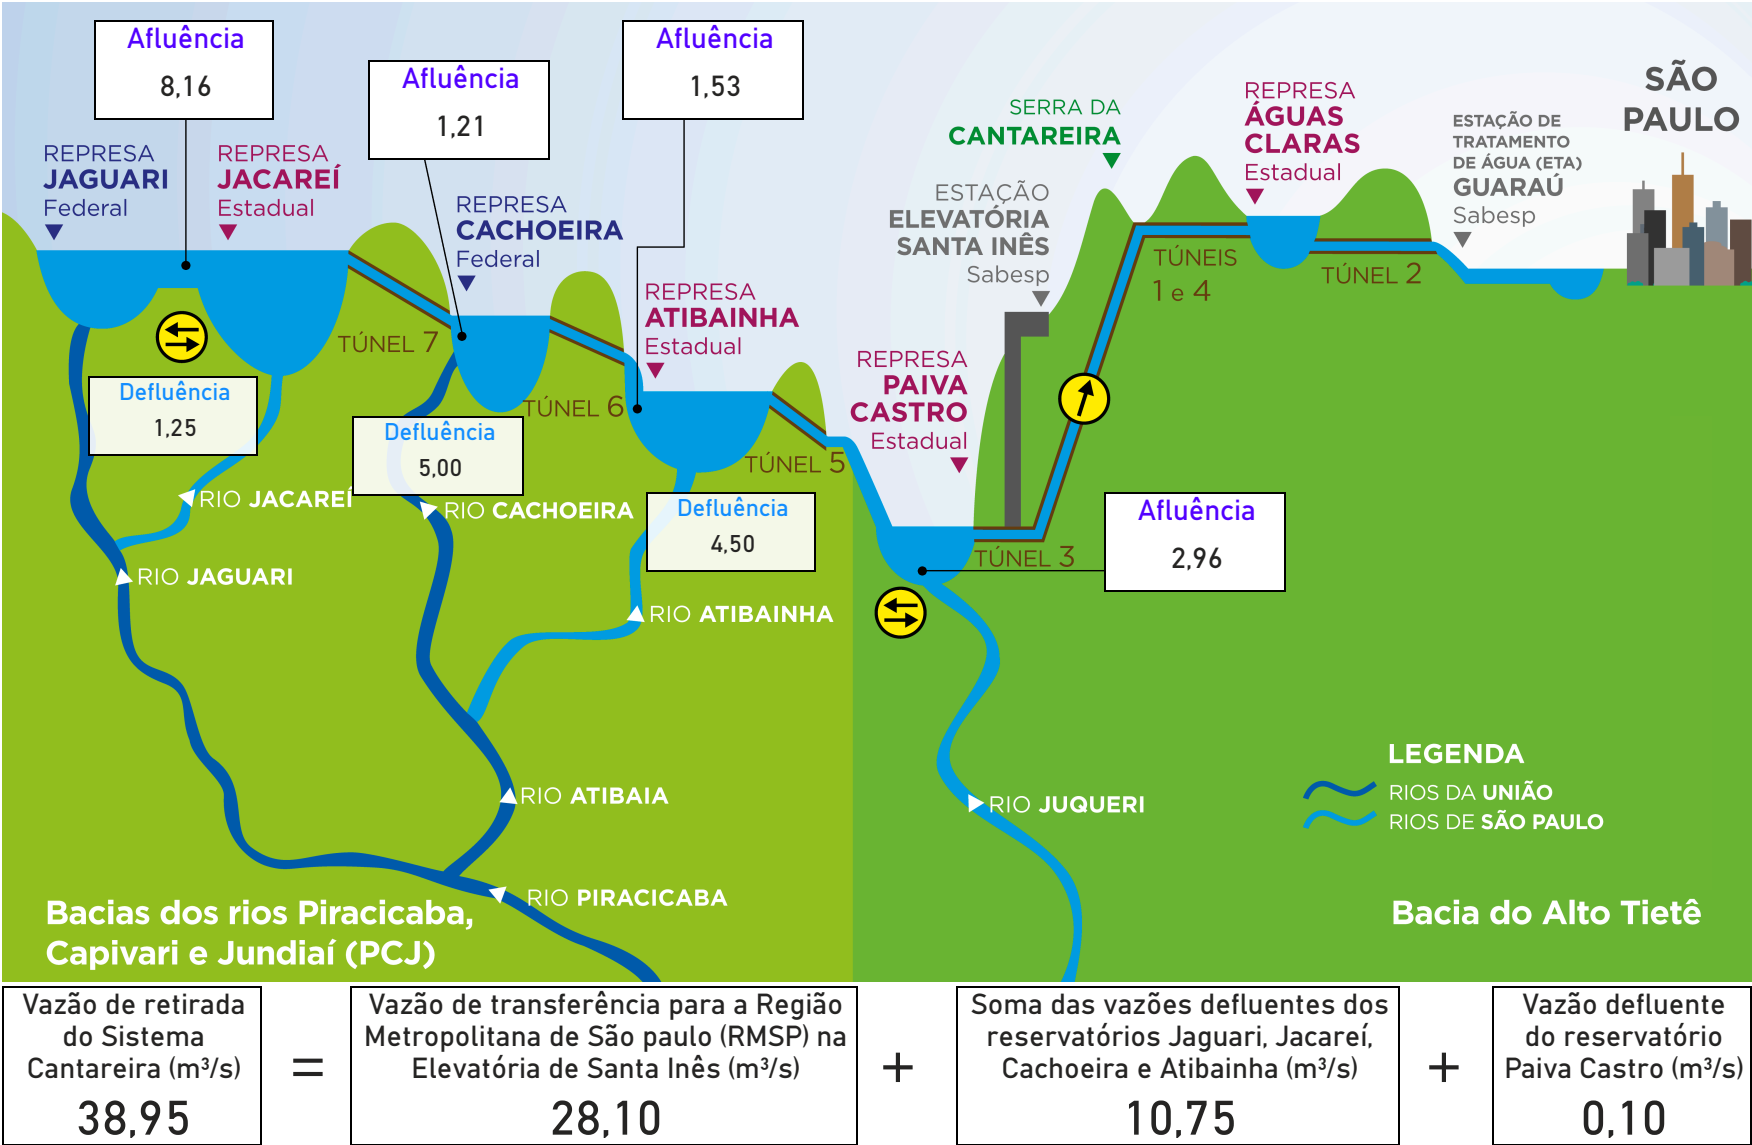 Afluência
8,16
Afluência
1,21
Afluência
1,53
REPRESA
JAGUARI
Federal
REPRESA
JACAREÍ
Estadual
REPRESA
CACHOEIRA
Federal
REPRESA
ATIBAINHA
Estadual
SERRA DA
CANTAREIRA
ESTAÇÃO
ELEVATÓRIA
SANTA INÊS
Sabesp
REPRESA
ÁGUAS
CLARAS
Estadual
ESTAÇÃO DE
TRATAMENTO
DE ÁGUA (ETA)
GUARAÚ
Sabesp
SÃO
PAULO
TÚNEL 7
TÚNEL 6
TÚNEL 5
REPRESA
PAIVA
CASTRO
Estadual
TÚNEIS
1 e 4
TÚNEL 2
TÚNEL 3
Defluência
1,25
Defluência
5,00
Defluência
4,50
Afluência
2,96
RIO JACAREÍ
RIO CACHOEIRA
RIO JAGUARI
RIO ATIBAINHA
RIO ATIBAIA
RIO JUQUERI
RIO PIRACICABA
LEGENDA
RIOS DA UNIÃO
RIOS DE SÃO PAULO
Bacias dos rios Piracicaba,
Capivari e Jundiaí (PCJ)
Bacia do Alto Tietê
Vazão de retirada
do Sistema
Cantareira (m³/s)
38,95
=
Vazão de transferência para a Região
Metropolitana de São paulo (RMSP) na
Elevatória de Santa Inês (m³/s)
28,10
+
Soma das vazões defluentes dos
reservatórios Jaguari, Jacareí,
Cachoeira e Atibainha (m³/s)
10,75
+
Vazão defluente
do reservatório
Paiva Castro (m³/s)
0,10